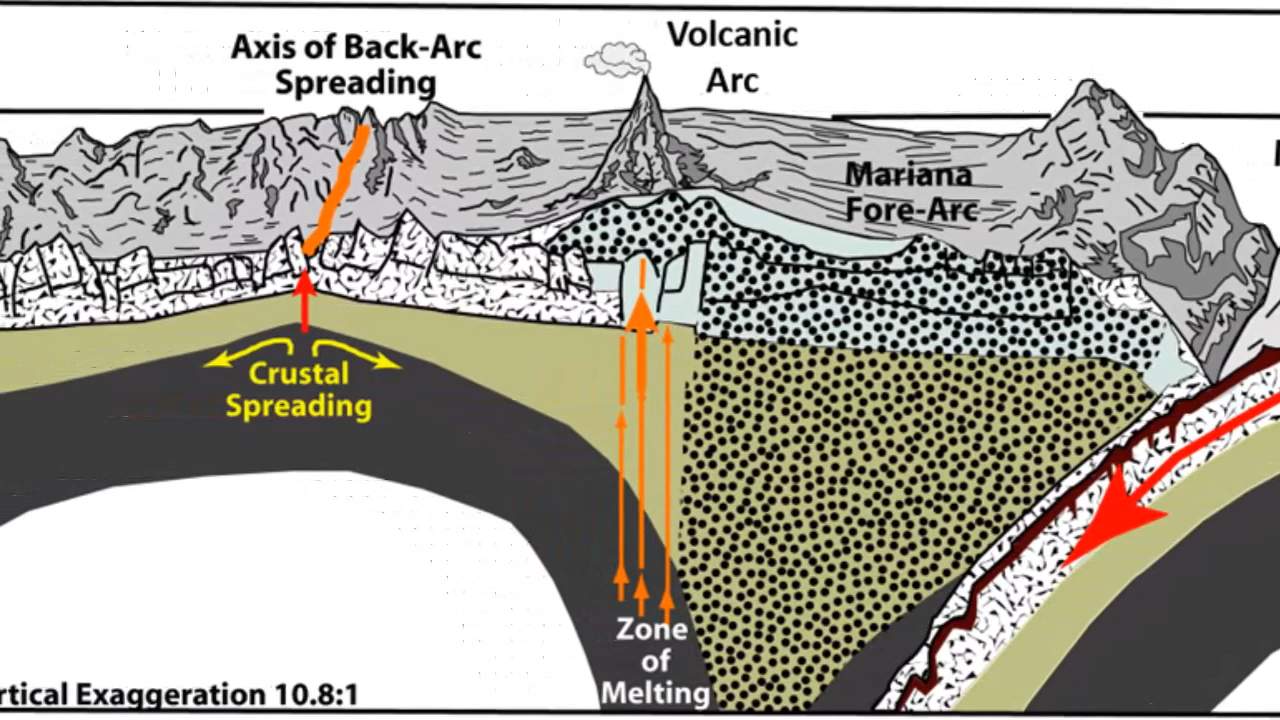 Axis of Back-Arc
Spreading
Volcanic
Arc
Mariana
Fore-Arc
Crustal
Spreading
Zone
of
Melting
rtical Exaggeration 10.8:1